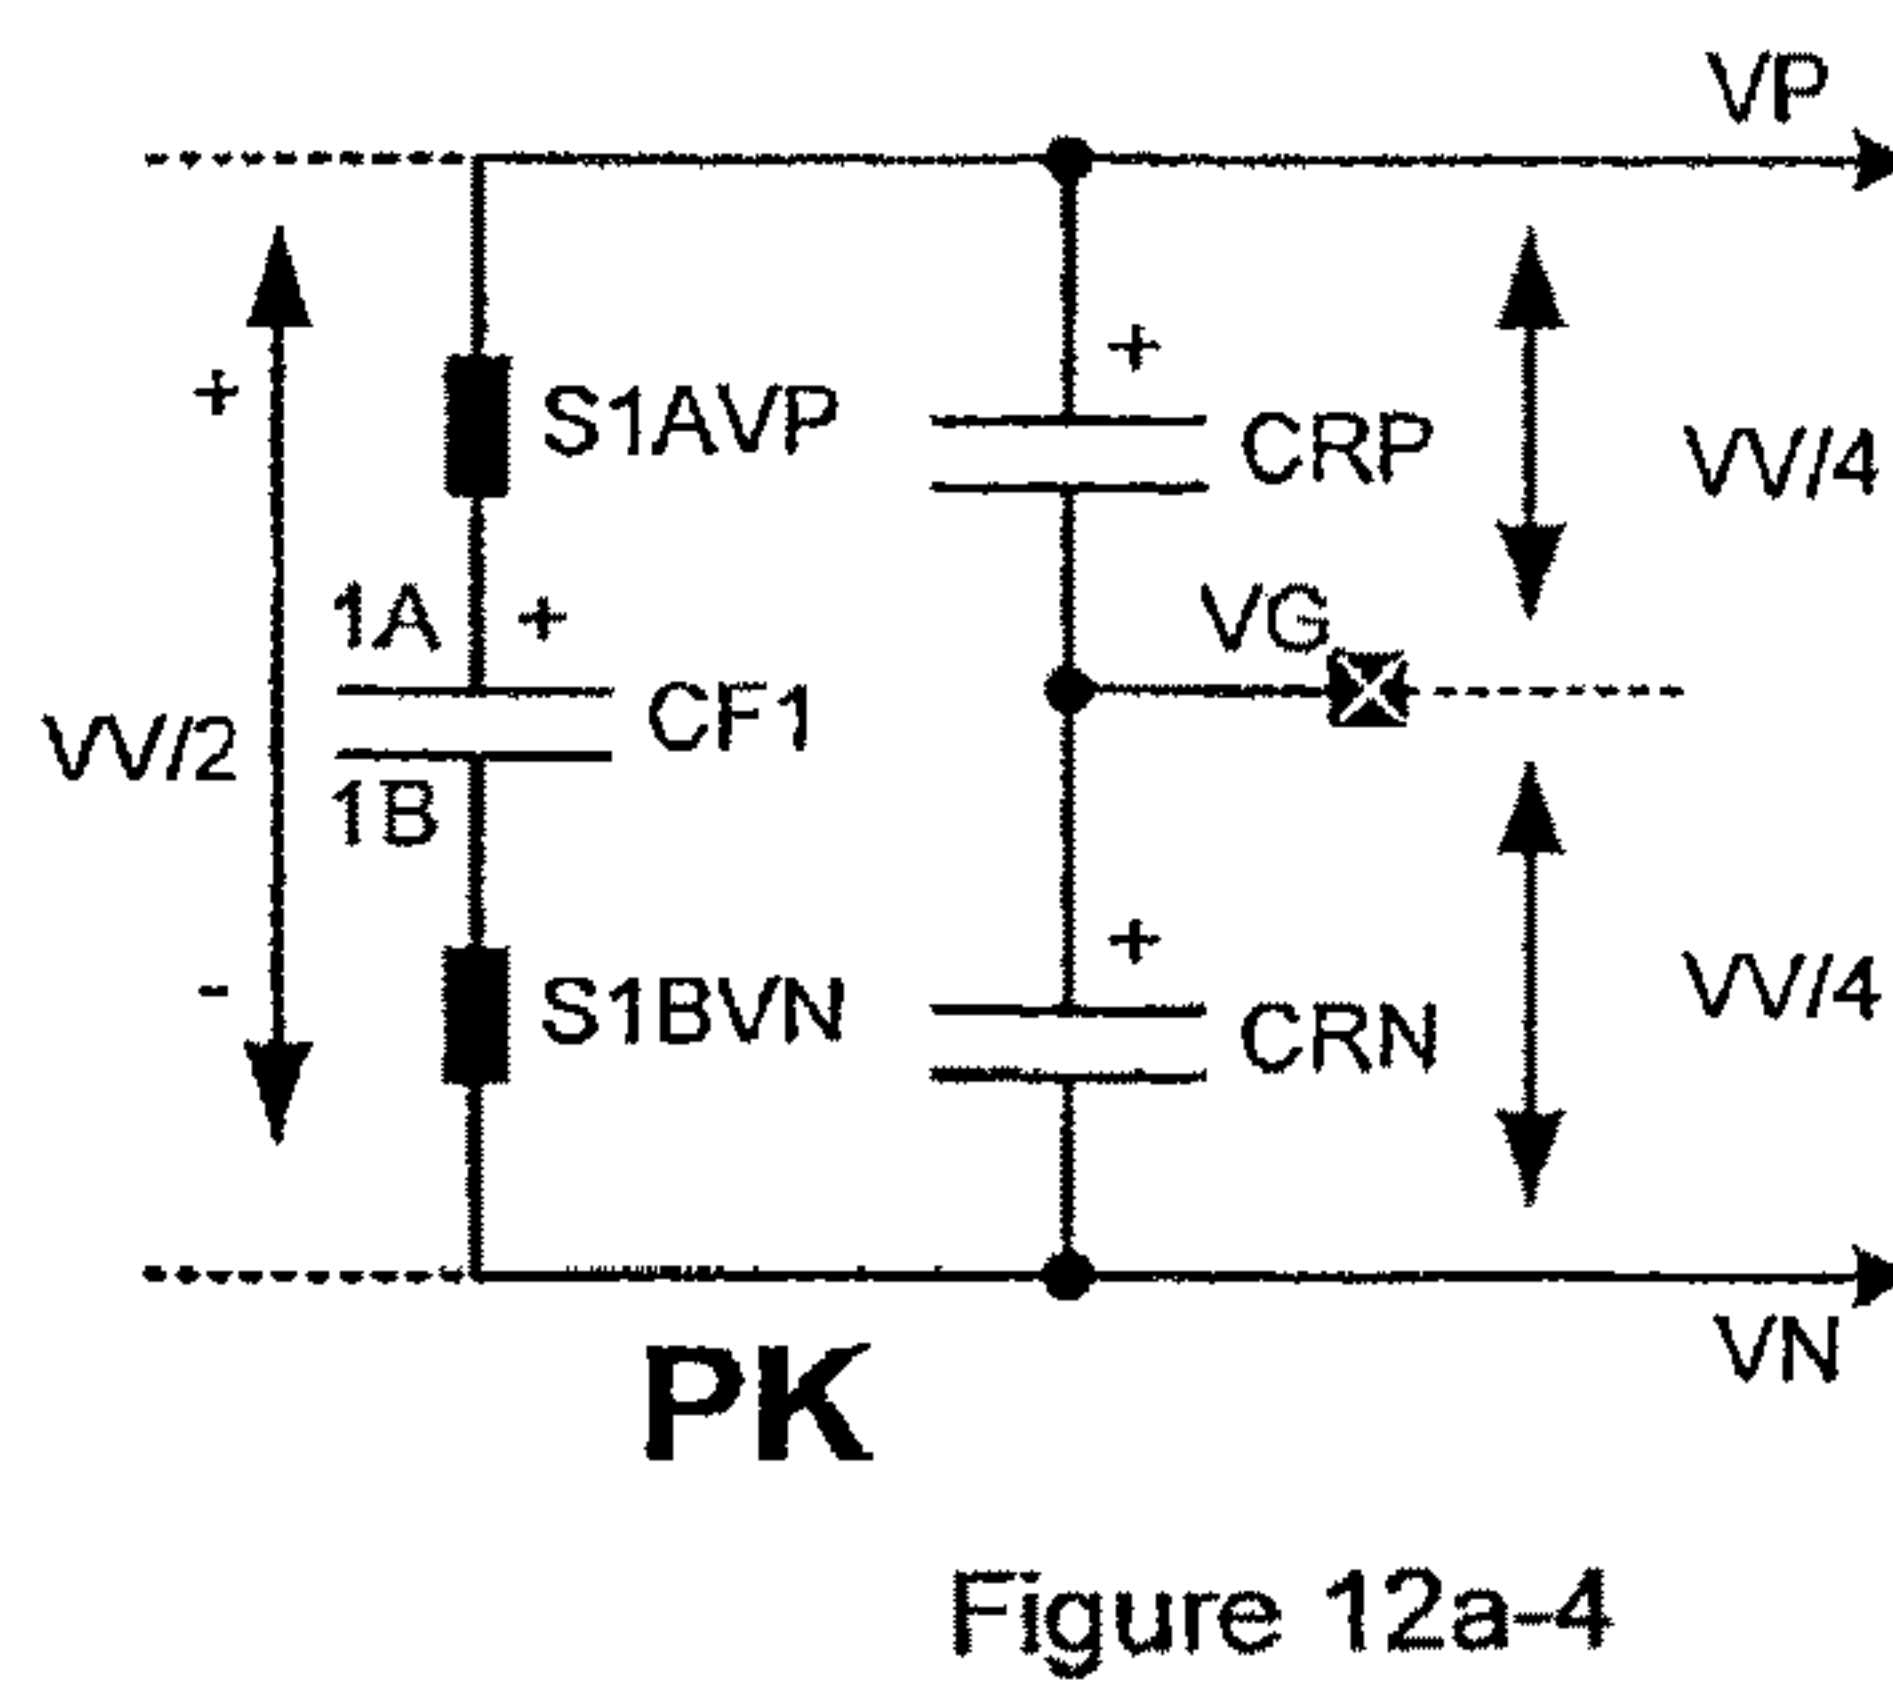 VP
+
+
S1AVP
CRP
VV/4
1A
+
VG
CF1
VV/2
1B
+
-
S1BVN
CRN
VV/4
VN
PK
Figure 12a-4